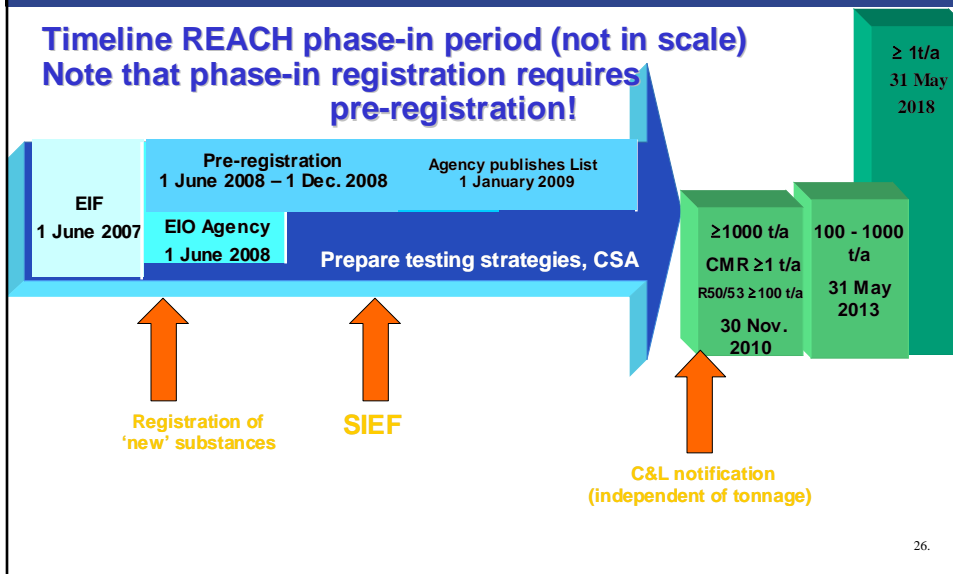 Timeline REACH phase-in period (not in scale)
Note that phase-in registration requires
pre-registration!
EIF
1 June 2007
Pre-registration
1 June 2008 – 1 Dec. 2008
Agency publishes List
1 January 2009
EIO Agency
1 June 2008
Prepare testing strategies, CSA
≥1000 t/a
CMR ≥1 t/a
R50/53 ≥100 t/a
30 Nov.
2010
100 - 1000
t/a
31 May
2013
≥ 1t/a
31 May
2018
Registration of
‘new’ substances
SIEF
C&L notification
(independent of tonnage)
26.